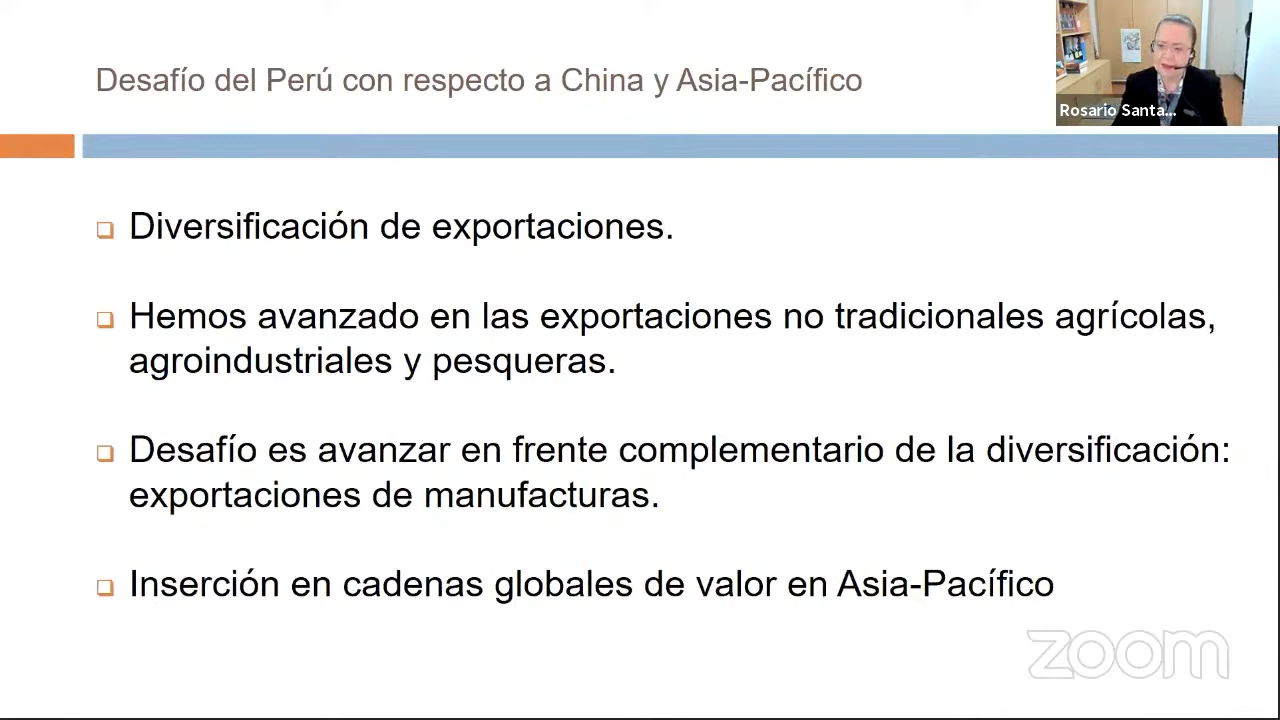 Desafío del Perú con respecto a China y Asia-Pacífico
Rosario Santa...
Diversificación de exportaciones.
Hemos avanzado en las exportaciones no tradicionales agrícolas,
agroindustriales y pesqueras.
Desafío es avanzar en frente complementario de la diversificación:
exportaciones de manufacturas.
Inserción en cadenas globales de valor en Asia-Pacífico
zoom